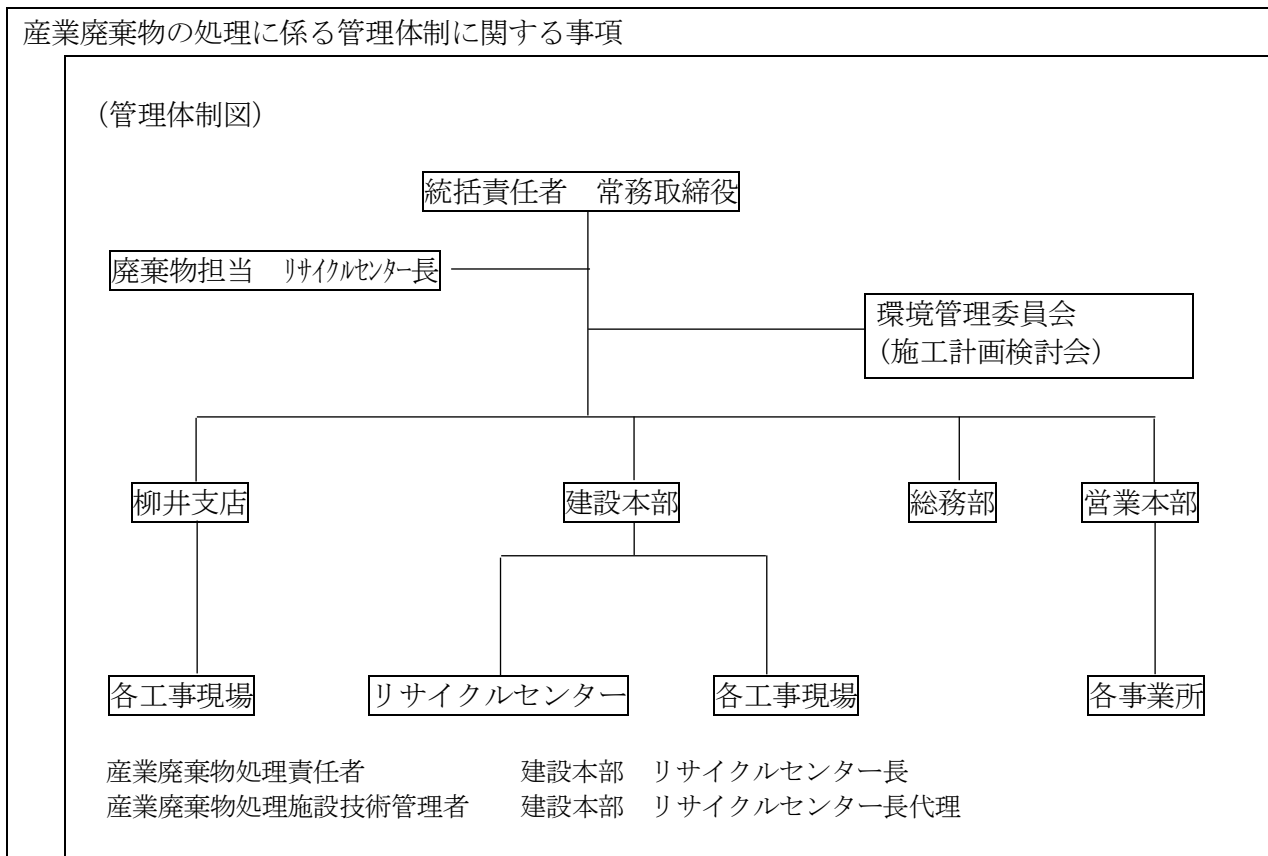 産業廃棄物の処理に係る管理体制に関する事項
（管理体制図）
統括責任者　常務取締役
廃棄物担当　ﾘｻｲｸﾙｾﾝﾀｰ長
環境管理委員会
（施工計画検討会）
柳井支店　建設本部　総務部　営業本部
各工事現場　リサイクルセンター　各工事現場　各事業所
産業廃棄物処理責任者　建設本部　リサイクルセンター長
産業廃棄物処理施設技術管理者　建設本部　リサイクルセンター長代理